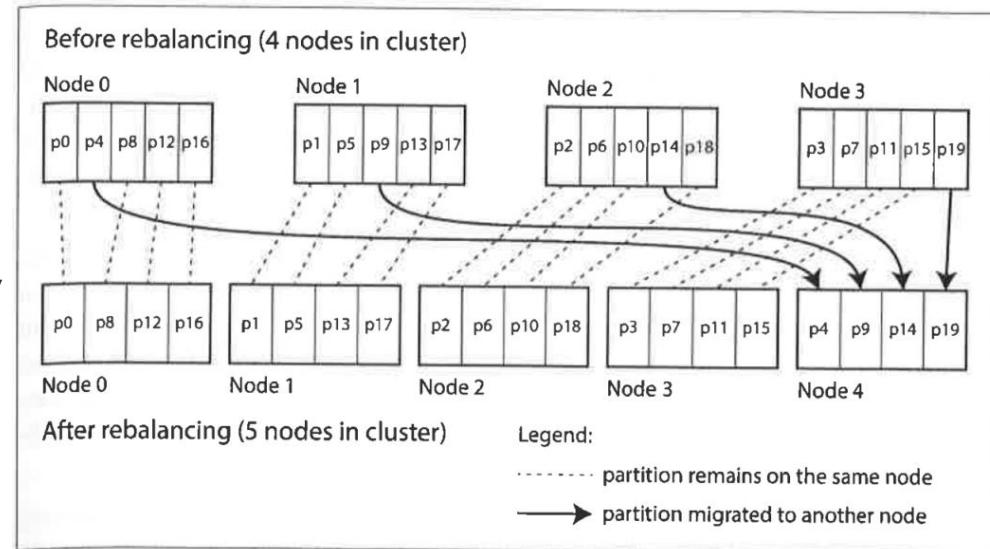 Before rebalancing (4 nodes in cluster)
Node 0 Node 1 Node 2 Node 3
p0 p4 p8 p12 p16 p1 p5 p9 p13 p17 p2 p6 p10 p14 p18 p3 p7 p11 p15 p19
p0 p8 p12 p16 p1 p5 p13 p17 p2 p6 p10 p18 p3 p7 p11 p15 p4 p9 p14 p19
Node 0 Node 1 Node 2 Node 3 Node 4
After rebalancing (5 nodes in cluster)
Legend:
partition remains on the same node
partition migrated to another node